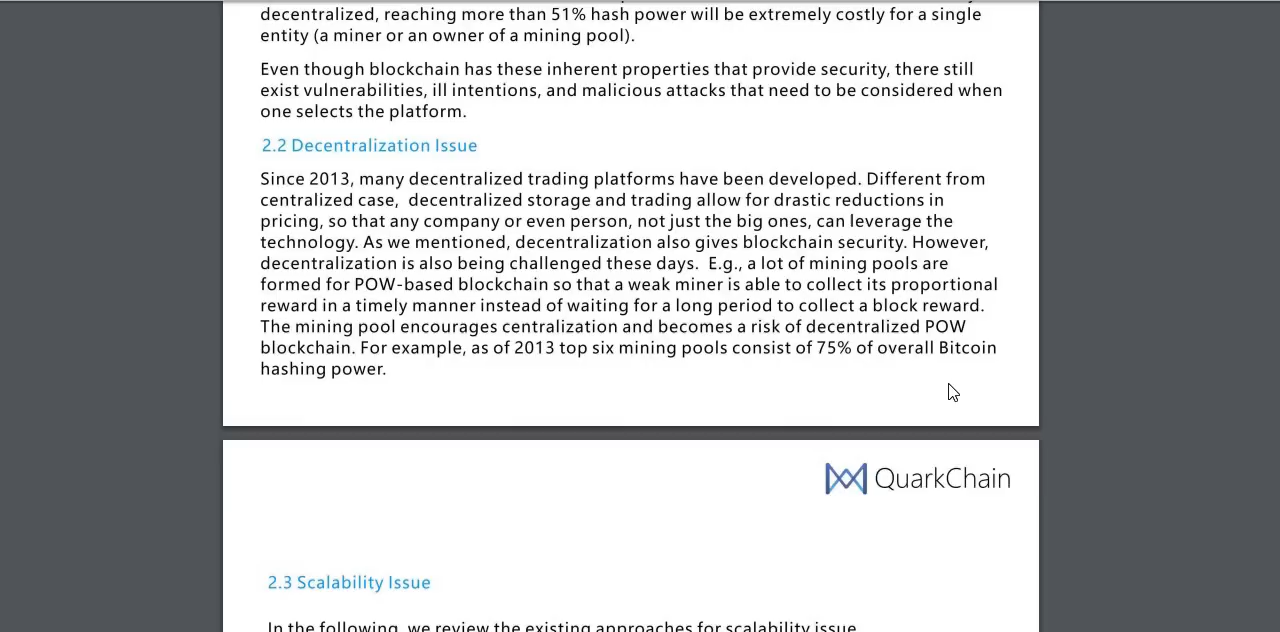 decentralized, reaching more than 51% hash power will be extremely costly for a single
entity (a miner or an owner of a mining pool).
Even though blockchain has these inherent properties that provide security, there still
exist vulnerabilities, ill intentions, and malicious attacks that need to be considered when
one selects the platform.
2.2 Decentralization Issue
Since 2013, many decentralized trading platforms have been developed. Different from
centralized case,  decentralized storage and trading allow for drastic reductions in
pricing, so that any company or even person, not just the big ones, can leverage the
technology. As we mentioned, decentralization also gives blockchain security. However,
decentralization is also being challenged these days.  E.g., a lot of mining pools are
formed for POW-based blockchain so that a weak miner is able to collect its proportional
reward in a timely manner instead of waiting for a long period to collect a block reward.
The mining pool encourages centralization and becomes a risk of decentralized POW
blockchain. For example, as of 2013 top six mining pools consist of 75% of overall Bitcoin
hashing power.
QuarkChain
2.3 Scalability Issue
In the following, we review the existing approaches for scalability issue